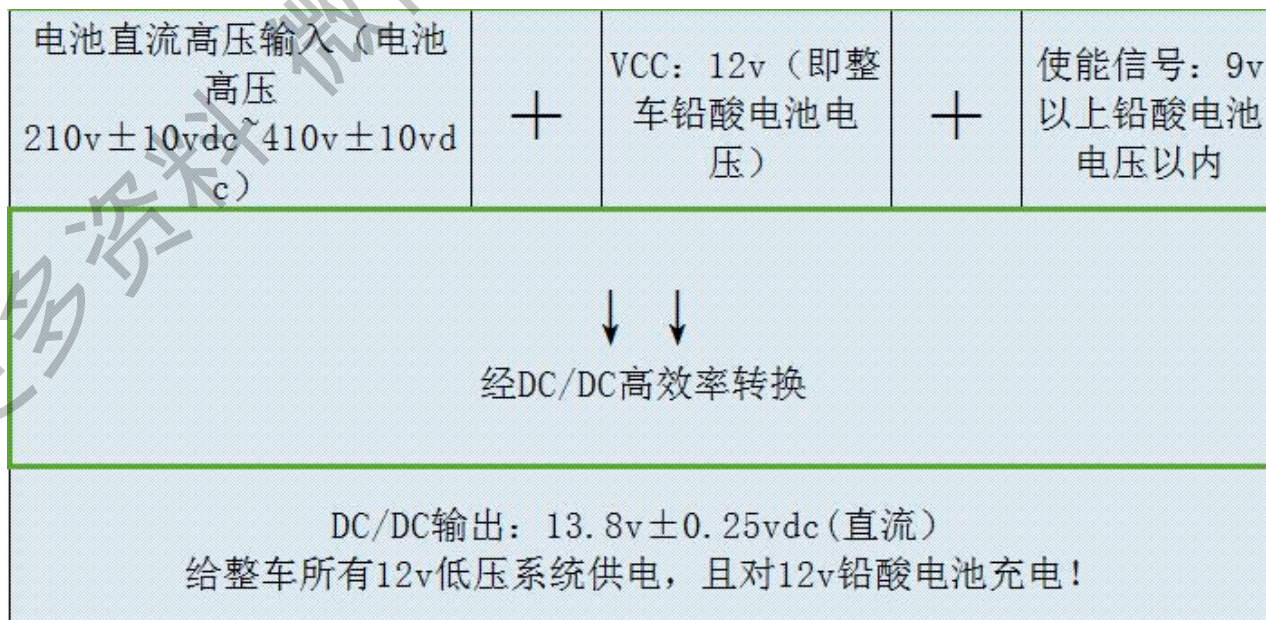 电池直流高压输入（电池
高压
210v±10vdc~410v±10vd
c）
＋
VCC：12v（即整
车铅酸电池电
压）
＋
使能信号：9v
以上铅酸电池
电压以内
↓ ↓
经DC/DC高效率转换
DC/DC输出：13.8v±0.25vdc(直流）
给整车所有12v低压系统供电，且对12v铅酸电池充电！
多资料 微